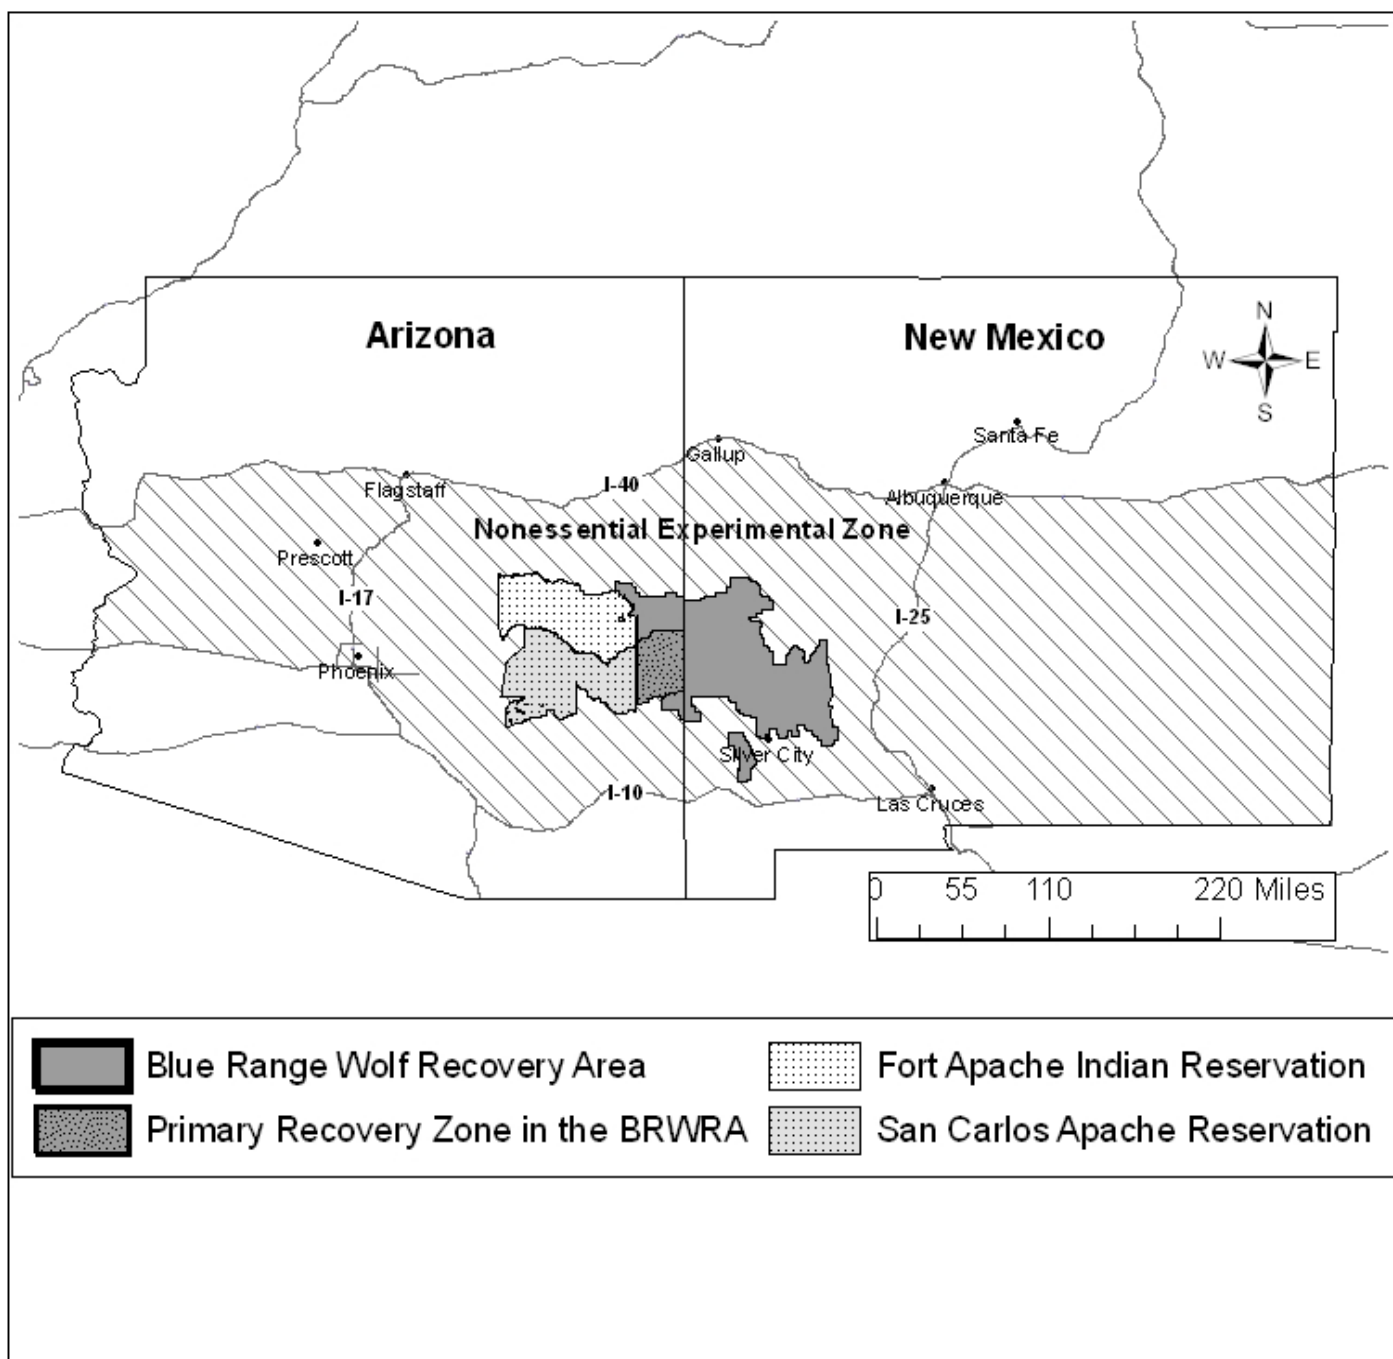 Arizona
New Mexico
N
W
E
S
Santa Fe
Gallup
I-40
Flagstaff
Albuquerque
Nonessential Experimental Zone
Prescott
I-17
I-25
Phoenix
Silver City
I-10
Las Cruces
0 55 110 220 Miles
Blue Range Wolf Recovery Area
Fort Apache Indian Reservation
Primary Recovery Zone in the BRWRA
San Carlos Apache Reservation